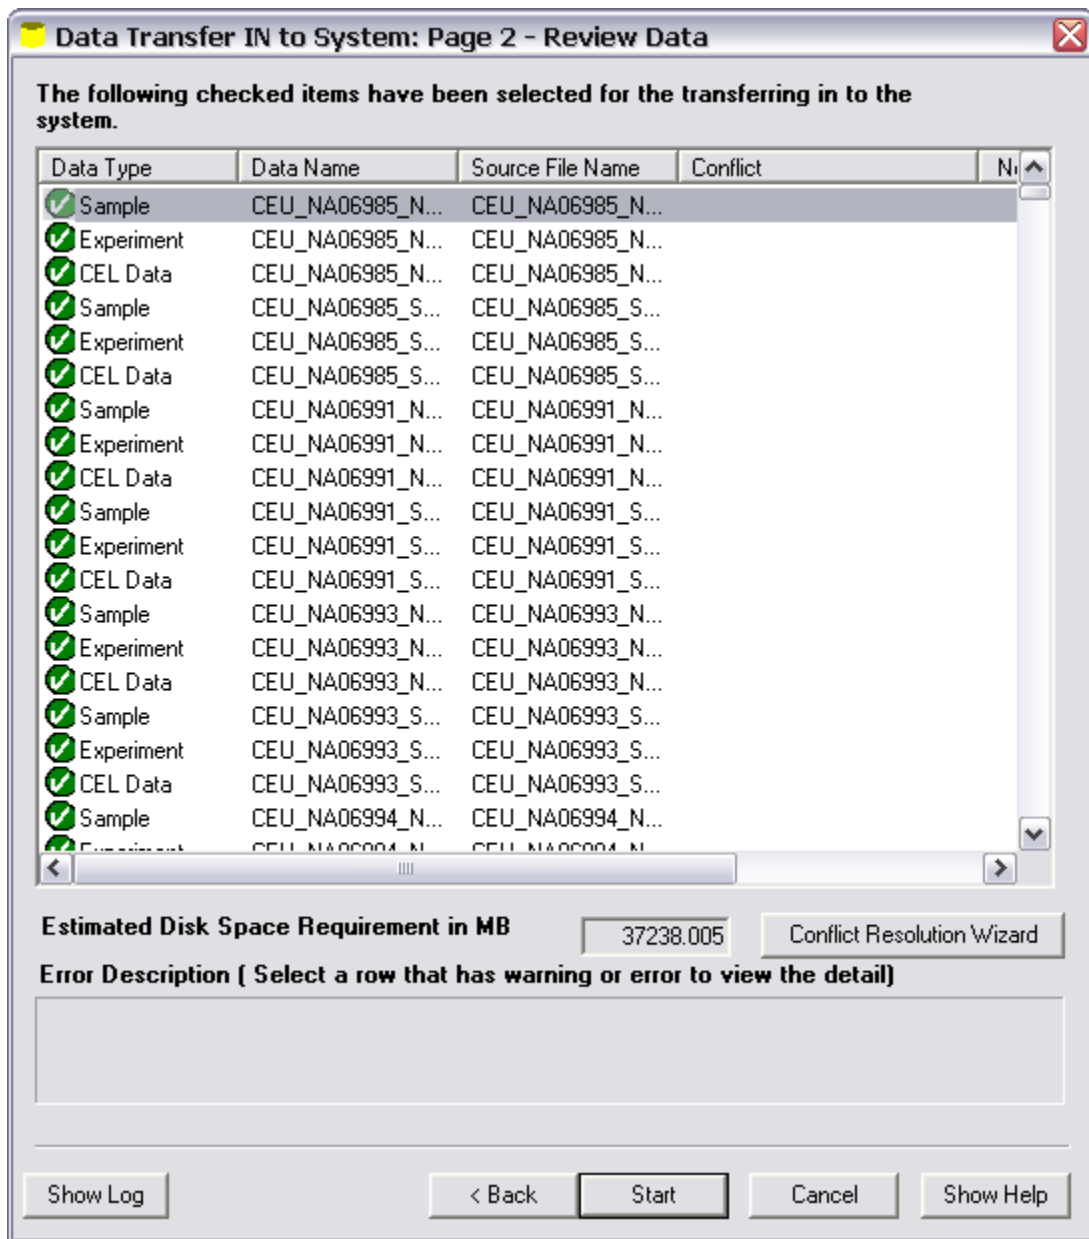 Data Transfer IN to System: Page 2 - Review Data
The following checked items have been selected for the transferring in to the
system.
Data Type Data Name Source File Name Conflict
Sample CEU_NA06985_N... CEU_NA06985_N...
Experiment CEU_NA06985_N... CEU_NA06985_N...
CEL Data CEU_NA06985_N... CEU_NA06985_N...
Sample CEU_NA06985_S... CEU_NA06985_S...
Experiment CEU_NA06985_S... CEU_NA06985_S...
CEL Data CEU_NA06985_S... CEU_NA06985_S...
Sample CEU_NA06991_N... CEU_NA06991_N...
Experiment CEU_NA06991_N... CEU_NA06991_N...
CEL Data CEU_NA06991_N... CEU_NA06991_N...
Sample CEU_NA06991_S... CEU_NA06991_S...
Experiment CEU_NA06991_S... CEU_NA06991_S...
CEL Data CEU_NA06991_S... CEU_NA06991_S...
Sample CEU_NA06993_N... CEU_NA06993_N...
Experiment CEU_NA06993_N... CEU_NA06993_N...
CEL Data CEU_NA06993_N... CEU_NA06993_N...
Sample CEU_NA06993_S... CEU_NA06993_S...
Experiment CEU_NA06993_S... CEU_NA06993_S...
CEL Data CEU_NA06993_S... CEU_NA06993_S...
Sample CEU_NA06994_N... CEU_NA06994_N...
Estimated Disk Space Requirement in MB 37238.005 Conflict Resolution Wizard
Error Description ( Select a row that has warning or error to view the detail)
Show Log < Back Start Cancel Show Help